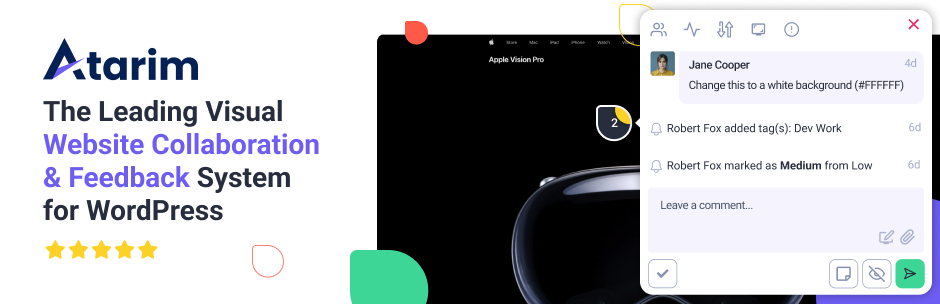 Atarim
The Leading Visual
Website Collaboration
& Feedback System
for WordPress
Store Mac iPad iPhone Watch
Apple Vision Pro
2
Jane Cooper 4d
Change this to a white background (#FFFFFF)
Robert Fox added tag(s): Dev Work 6d
Robert Fox marked as Medium from Low 6d
Leave a comment...